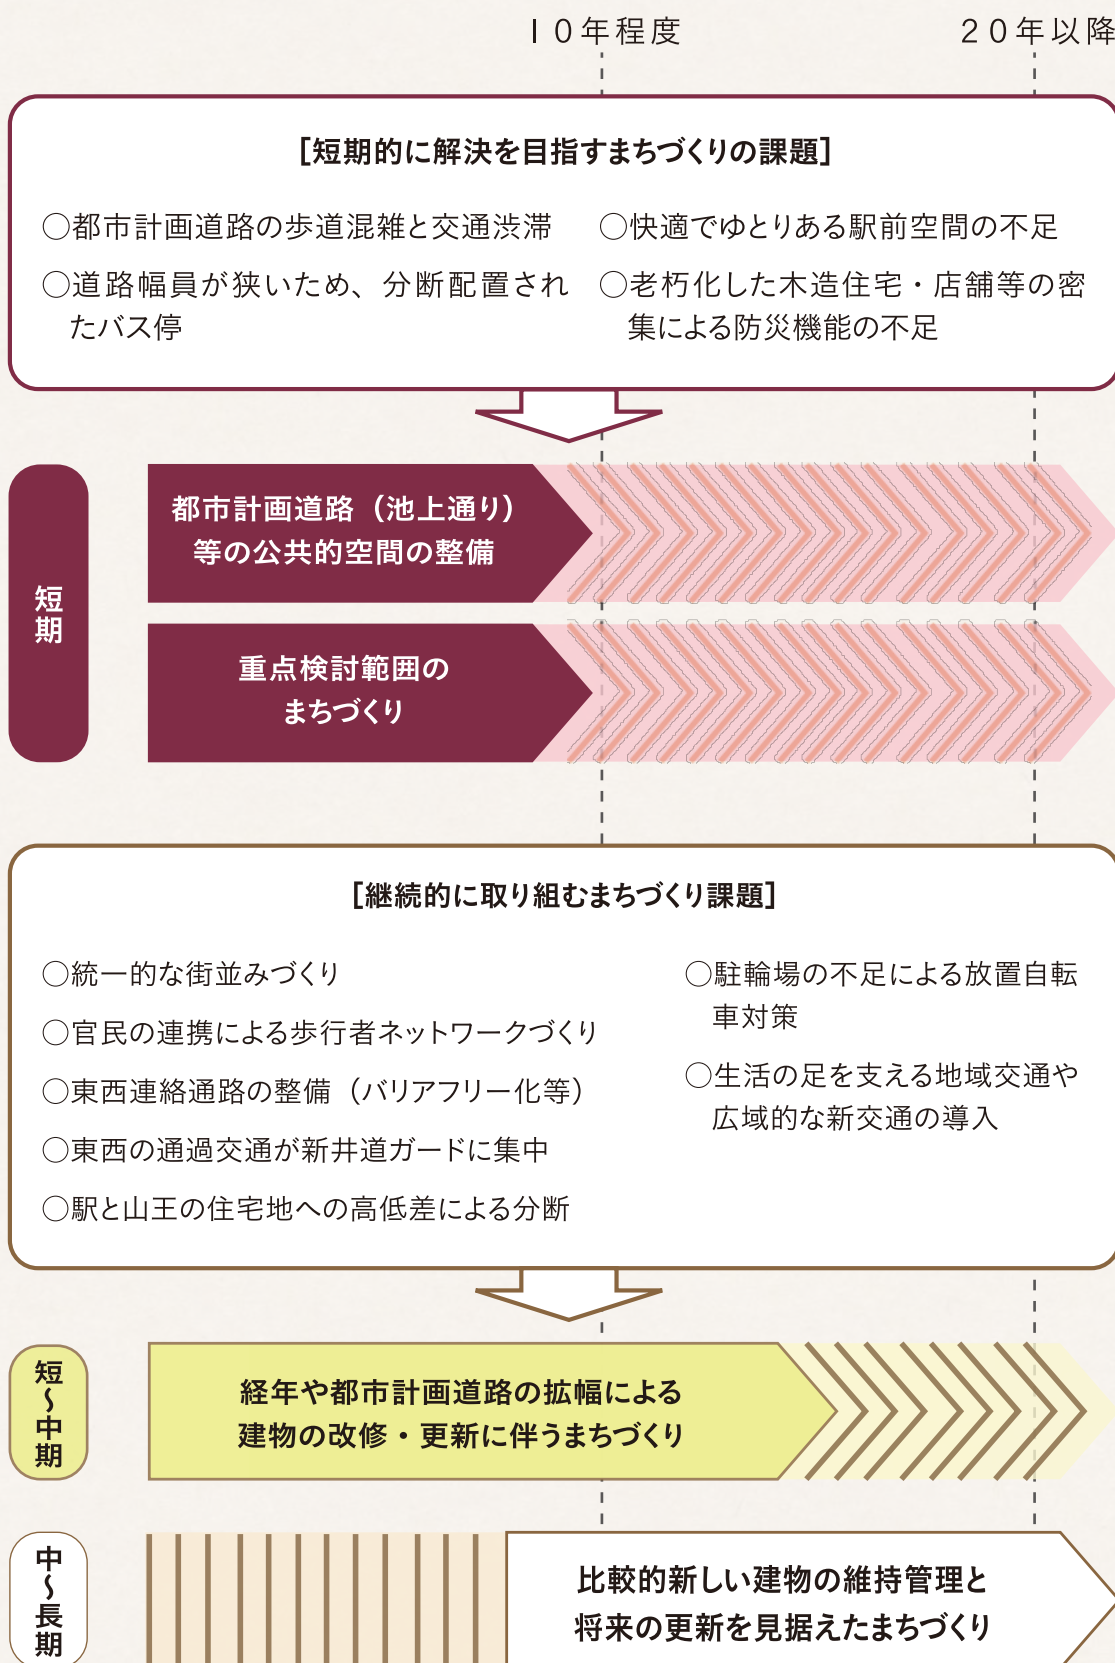 10年程度
20年以降
[短期的に解決を目指すまちづくりの課題]
○都市計画道路の歩道混雑と交通渋滞
○道路幅員が狭いため、分断配置され
たバス停
○快適でゆとりある駅前空間の不足
○老朽化した木造住宅・店舗等の密
集による防災機能の不足
短期
都市計画道路（池上通り）
等の公共的空間の整備
重点検討範囲の
まちづくり
[継続的に取り組むまちづくり課題]
○統一的な街並みづくり
○官民の連携による歩行者ネットワークづくり
○東西連絡通路の整備（バリアフリー化等）
○東西の通過交通が新井道ガードに集中
○駅と山王の住宅地への高低差による分断
○駐輪場の不足による放置自転
車対策
○生活の足を支える地域交通や
広域的な新交通の導入
短〜中期
経年や都市計画道路の拡幅による
建物の改修・更新に伴うまちづくり
中〜長期
比較的新しい建物の維持管理と
将来の更新を見据えたまちづくり